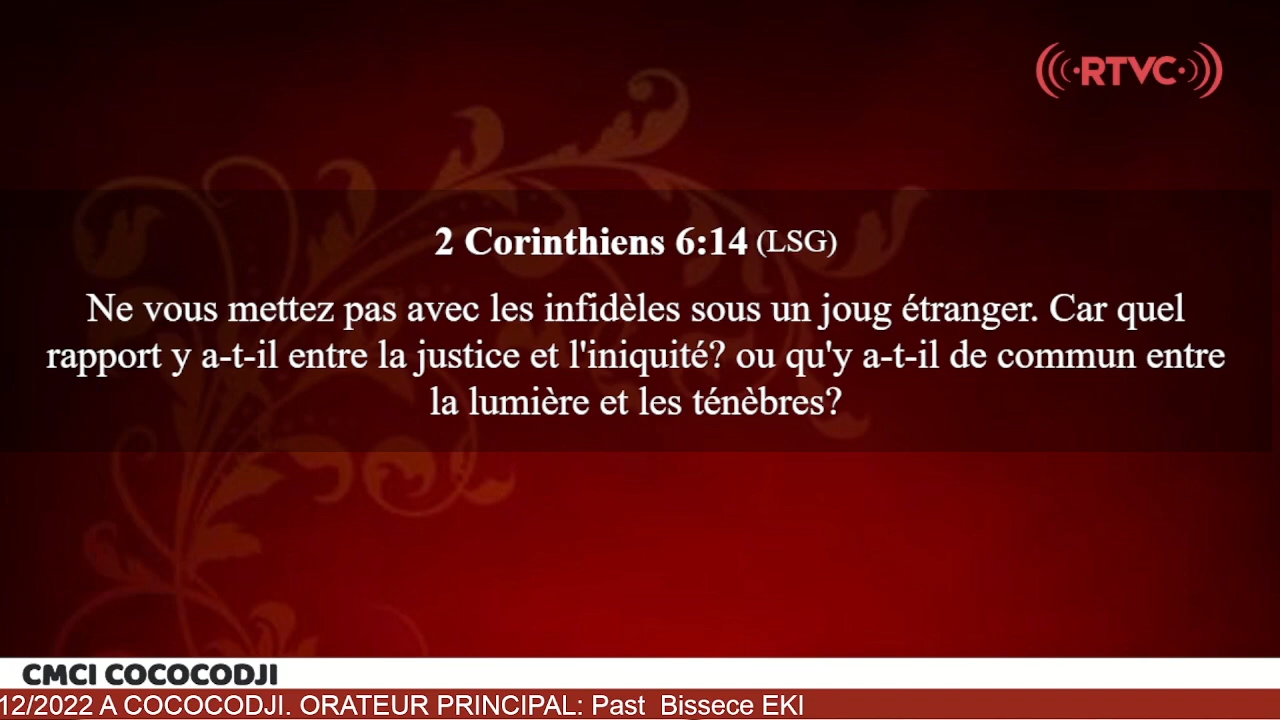 RTVC
2 Corinthiens 6:14 (LSG)
Ne vous mettez pas avec les infidèles sous un joug étranger. Car quel
rapport y a-t-il entre la justice et l'iniquité? ou qu'y a-t-il de commun entre
la lumière et les ténèbres?
CMCI COCOCODJI
12/2022 A COCOCODJI. ORATEUR PRINCIPAL: Past Bissece EKI